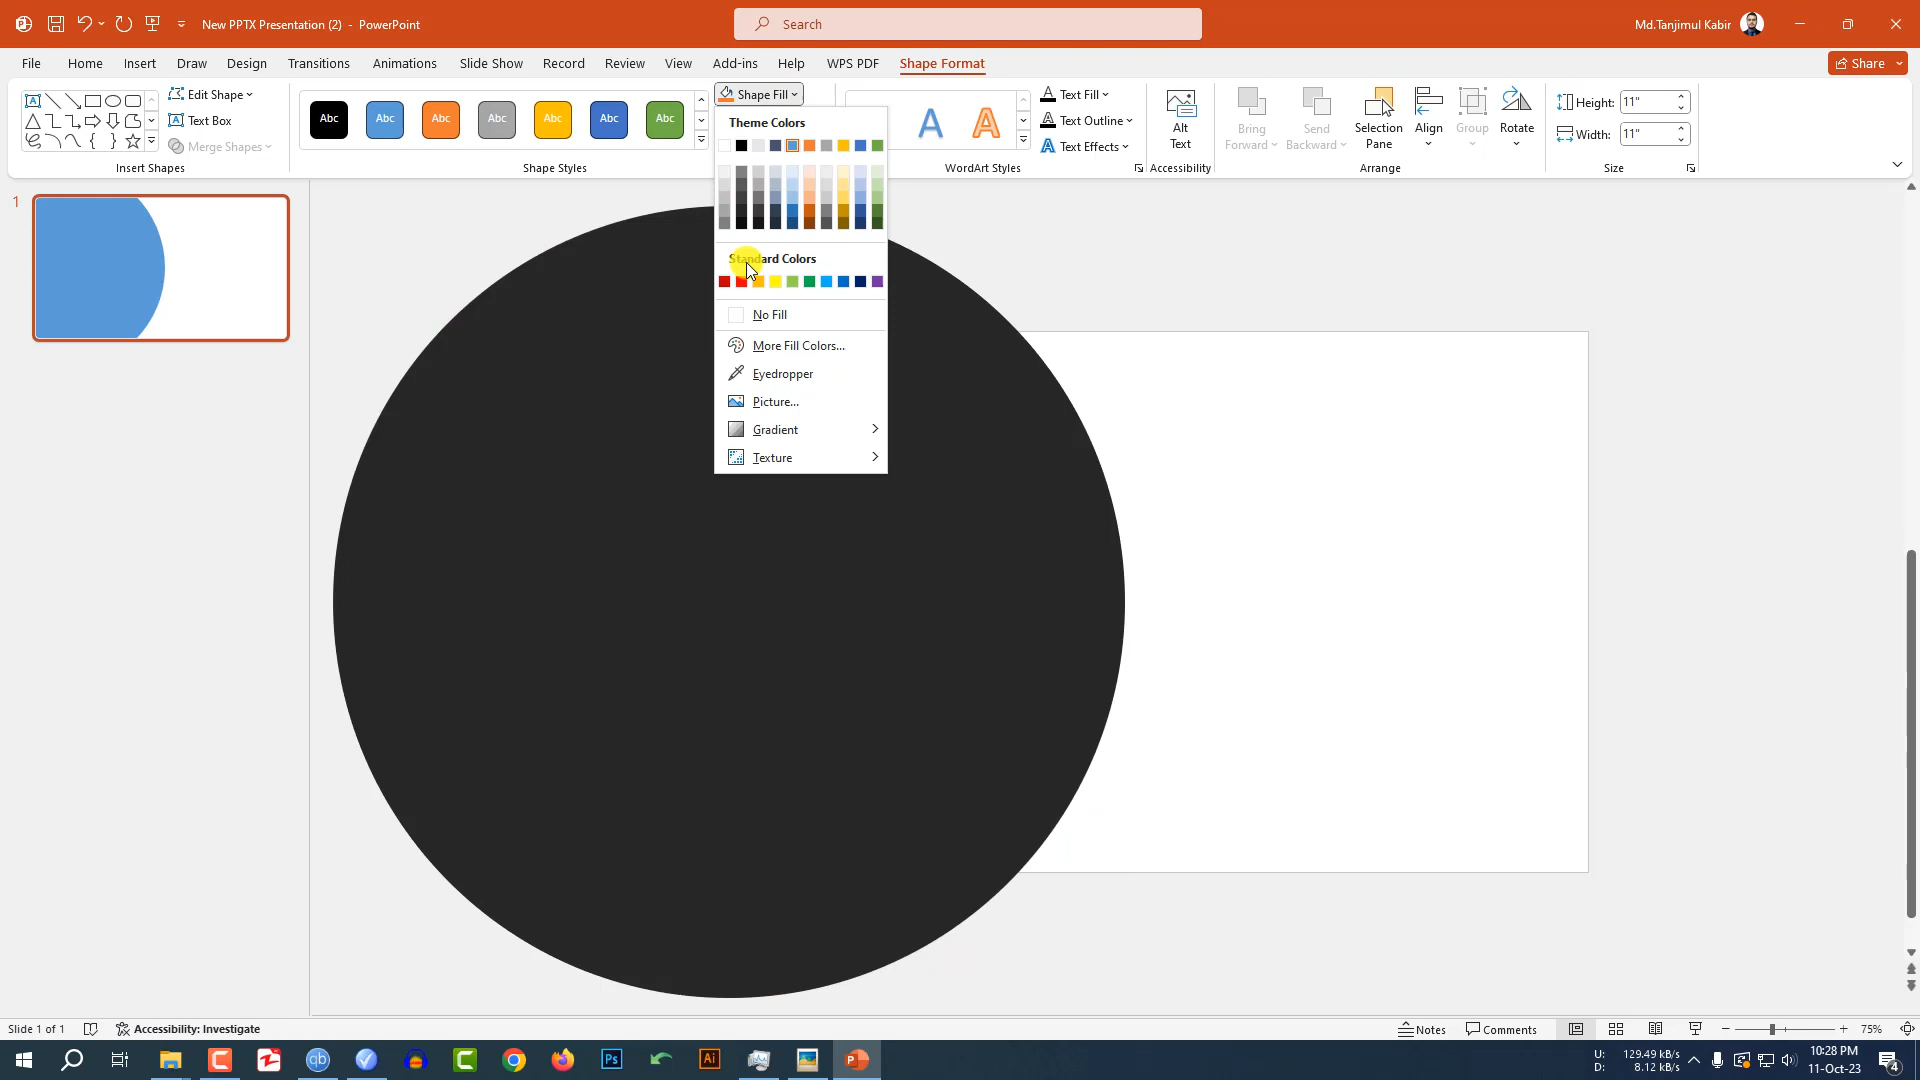 New PPTX Presentation (2) - PowerPoint
Search
Md.Tanjimul Kabir
File Home Insert Draw Design Transitions Animations Slide Show Record Review View Add-ins Help WPS PDF Shape Format
Share
Edit Shape
Text Box
Merge Shapes
Insert Shapes
Abc Abc Abc Abc Abc Abc Abc
Shape Styles
Shape Fill
Theme Colors
Standard Colors
No Fill
More Fill Colors...
Eyedropper
Picture...
Gradient
Texture
A A
WordArt Styles
Text Fill
Text Outline
Text Effects
Alt
Text
Accessibility
Bring
Forward
Send
Backward
Selection
Pane
Align
Group
Rotate
Arrange
Height: 11"
Width: 11"
Size
1
Slide 1 of 1
Accessibility: Investigate
Notes
Comments
75%
qb
Ps
Ai
U: 129.49 kB/s
D: 8.12 kB/s
10:28 PM
11-Oct-23
4